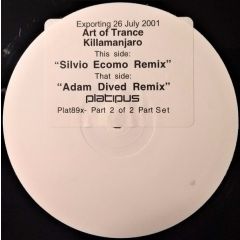 Exporting 26 July 2001
Art of Trance
Killamanjaro
This side:
"Silvio Ecomo Remix"
That side:
"Adam Dived Remix"
platipus
Plat89x- Part 2 of 2 Part Set